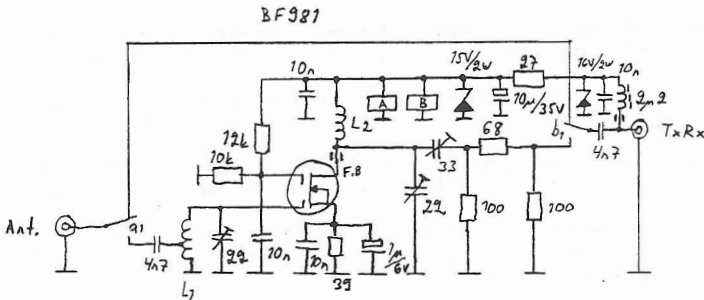 BF981
10n
15V/2W
27
16V/2W
10n
A
B
10µ/35V
2µ2
L2
b1
TxRx
12k
68
4n7
10k
F.B
33
Ant.
a1
22
100
100
4n7
22
10n
10n
39
1µ/6V
L1